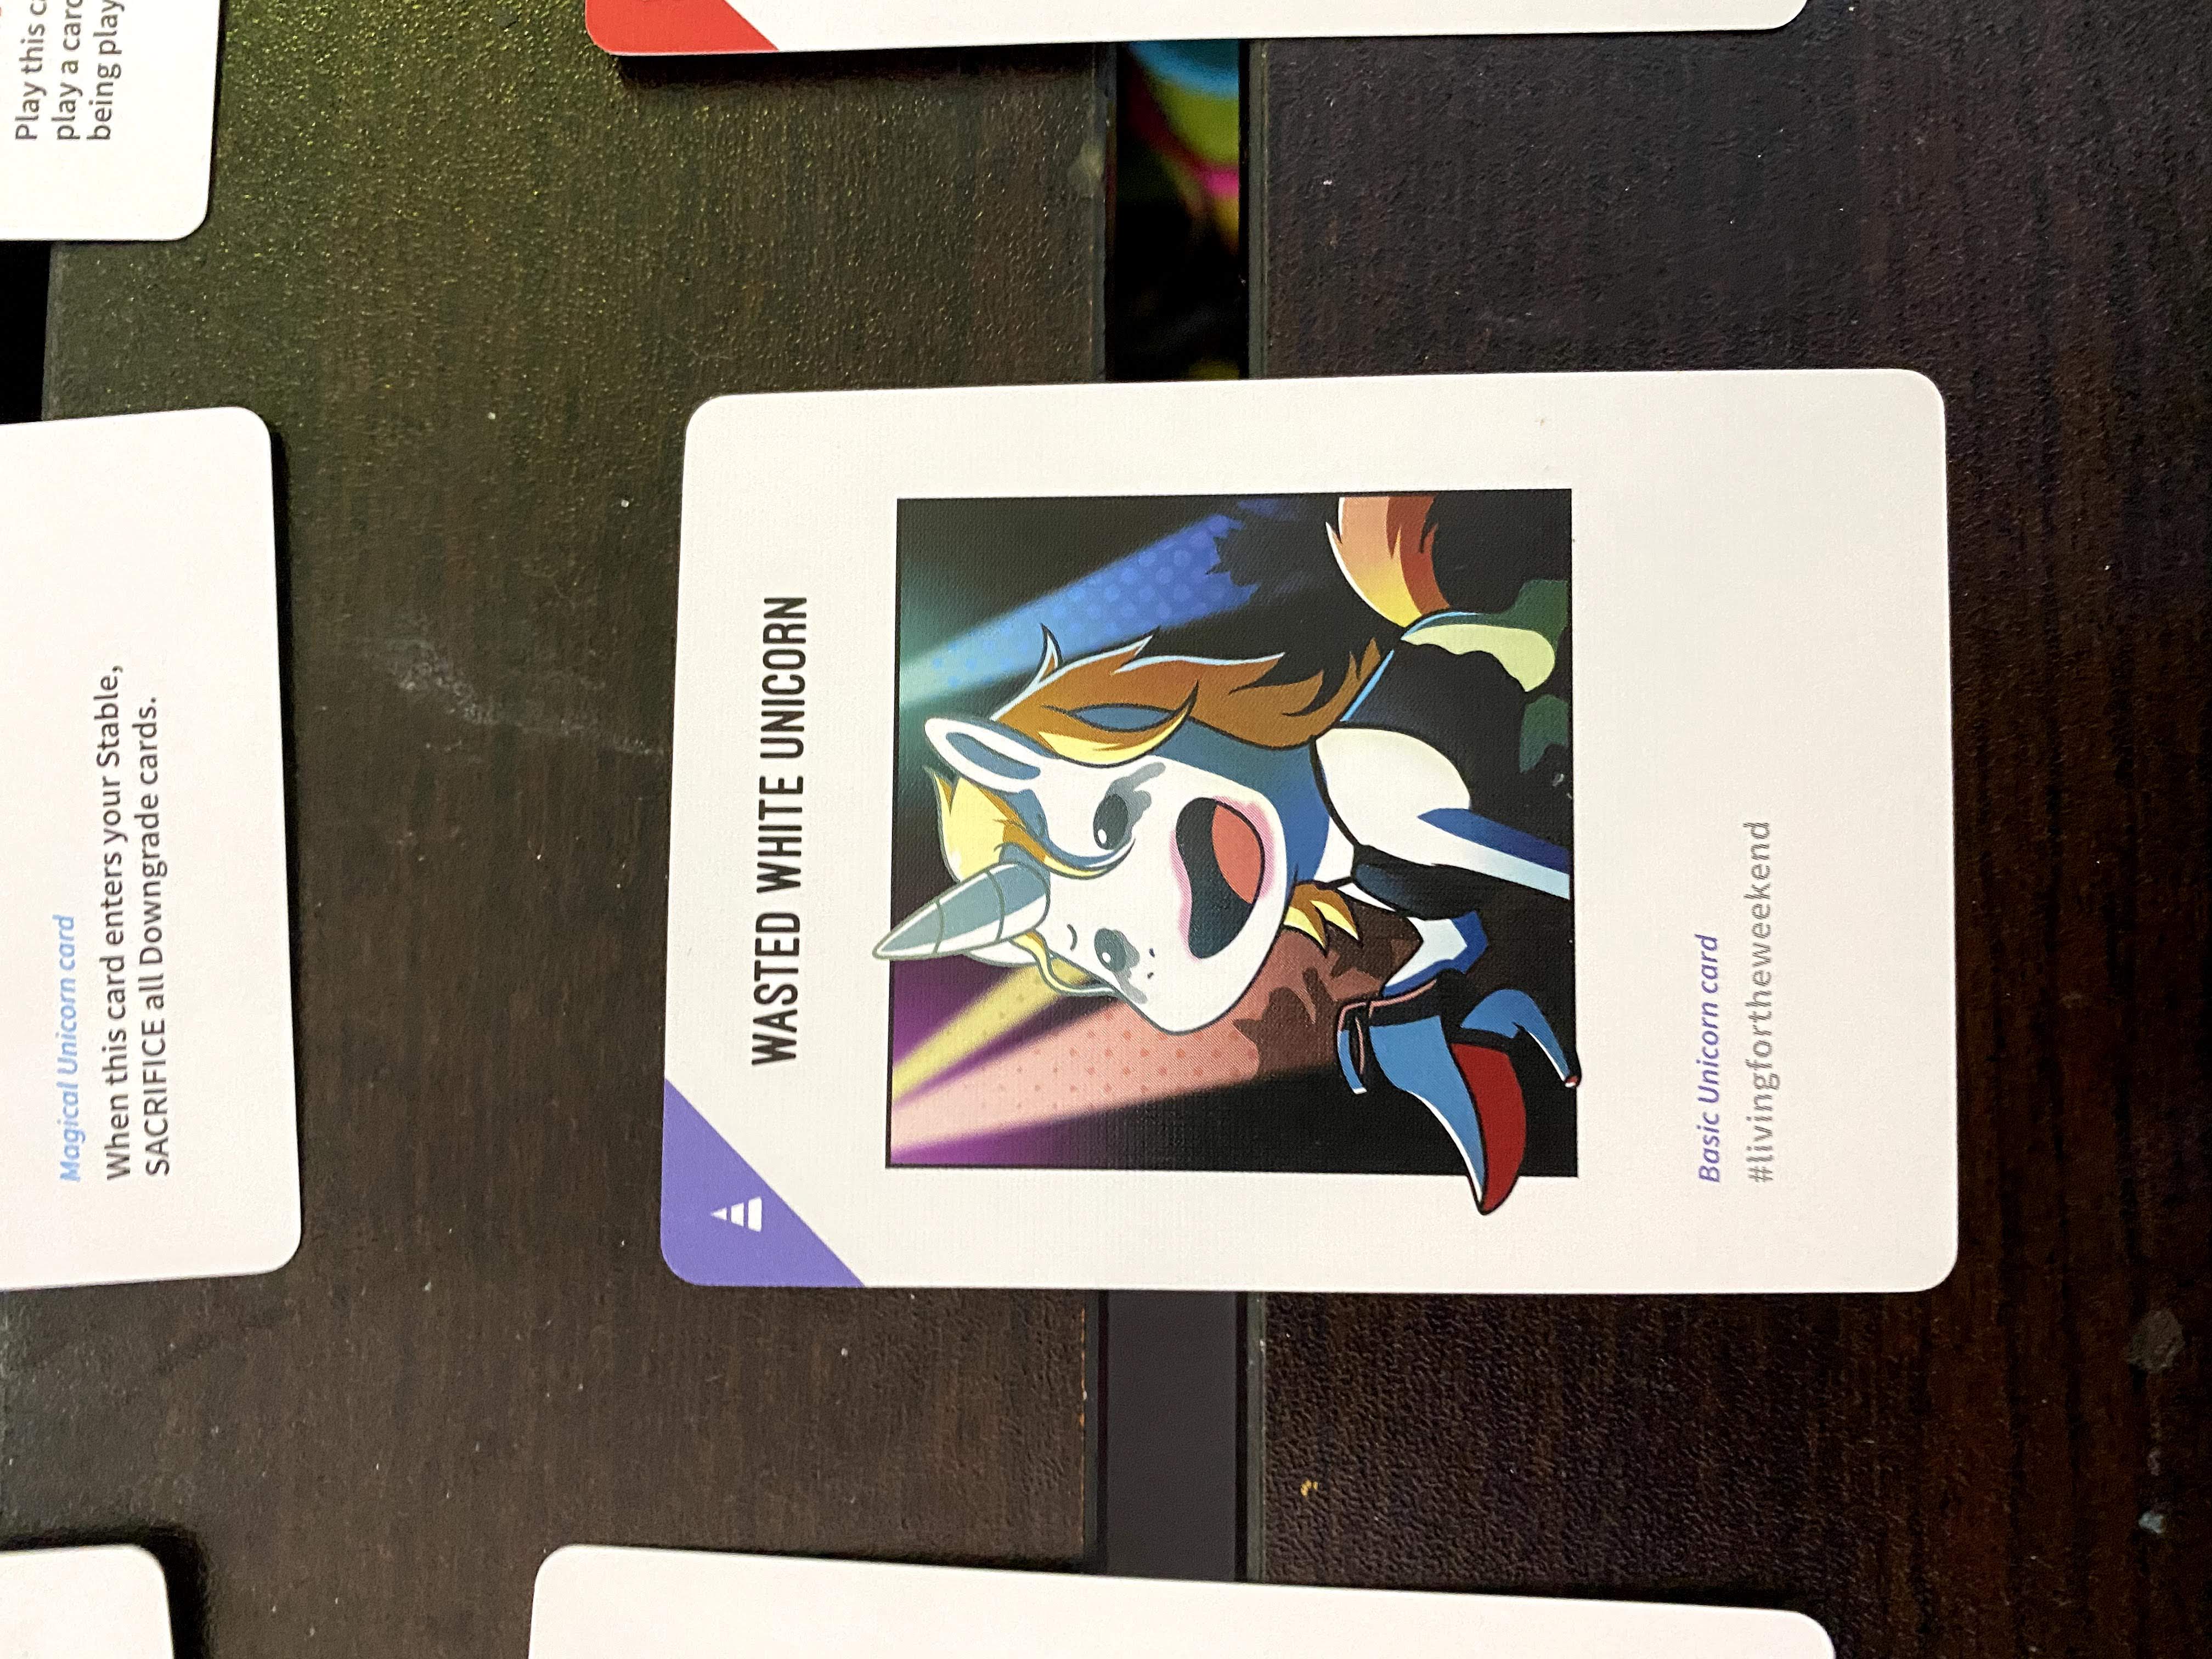 Magical Unicorn card
When this card enters your Stable,
SACRIFICE all Downgrade cards.
Play this
play a card
being
WASTED WHITE UNICORN
Basic Unicorn card
#livingfortheweekend